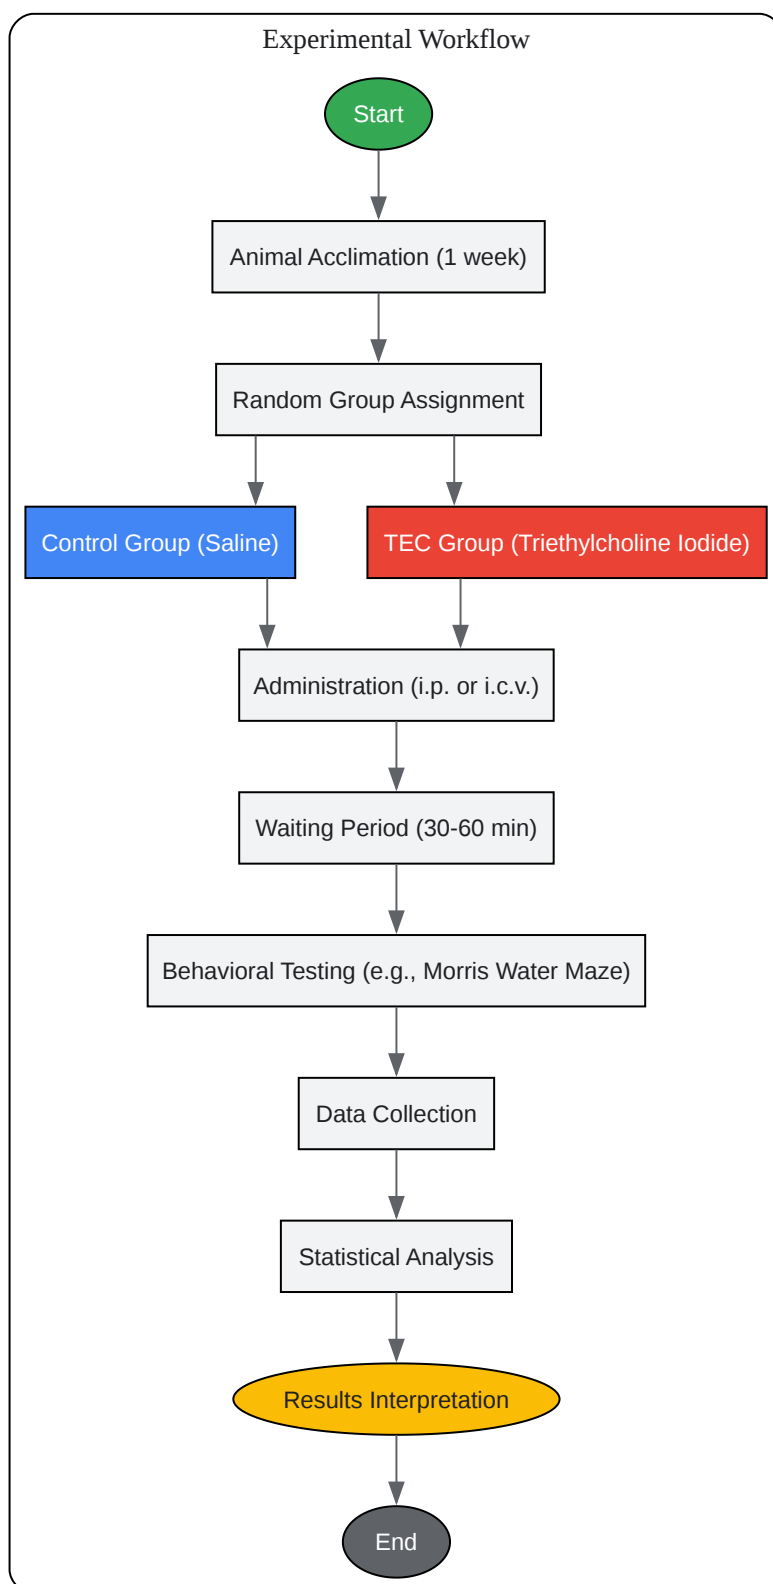 Experimental Workflow
Start
Animal Acclimation (1 week)
Random Group Assignment
Control Group (Saline)
TEC Group (Triethylcholine Iodide)
Administration (i.p. or i.c.v.)
Waiting Period (30-60 min)
Behavioral Testing (e.g., Morris Water Maze)
Data Collection
Statistical Analysis
Results Interpretation
End